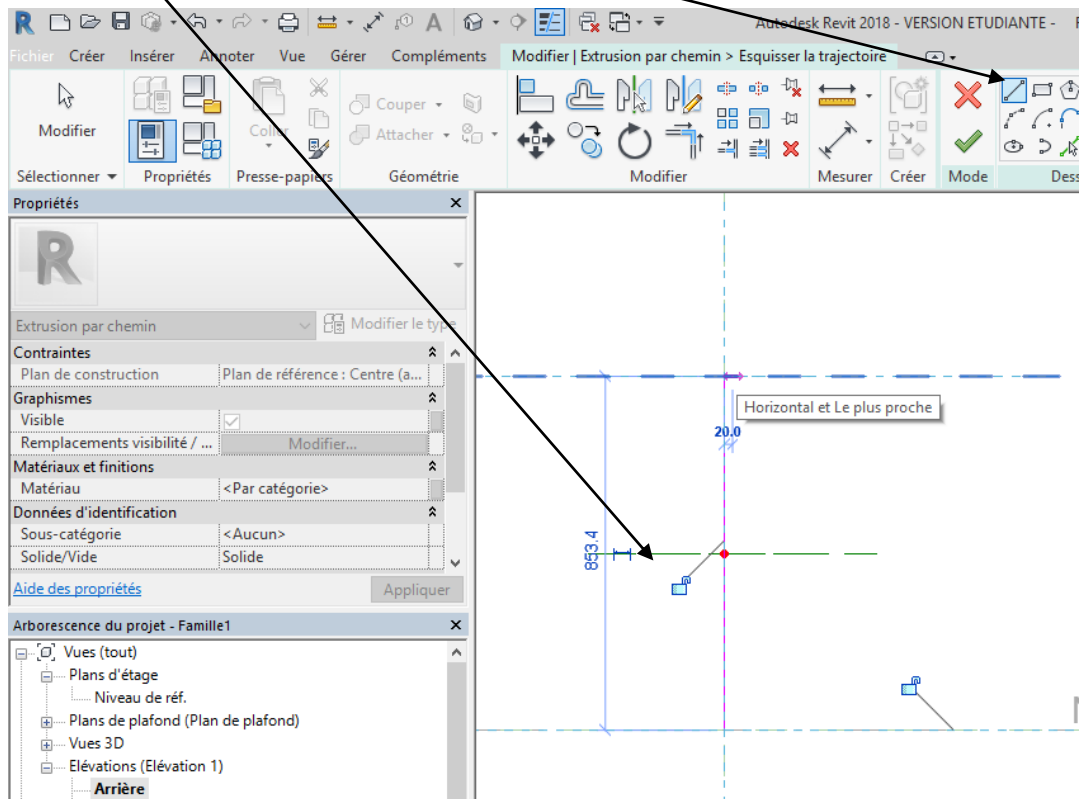 Autodesk Revit 2018 - VERSION ETUDIANTE -
Fichier Créer Insérer Annoter Vue Gérer Compléments Modifier | Extrusion par chemin > Esquisser la trajectoire
Modifier Coller Couper
Attacher
Sélectionner Propriétés Presse-papiers Géométrie Modifier Mesurer Créer Mode
Propriétés
Extrusion par chemin Modifier le type
Contraintes
Plan de construction Plan de référence : Centre (a...
Graphismes
Visible
Remplacements visibilité / ... Modifier...
Matériaux et finitions
Matériau <Par catégorie>
Données d'identification
Sous-catégorie <Aucun>
Solide/Vide Solide
Aide des propriétés Appliquer
Arborescence du projet - Famille1
Vues (tout)
Plans d'étage
Niveau de réf.
Plans de plafond (Plan de plafond)
Vues 3D
Elévations (Elévation 1)
Arrière
Horizontal et Le plus proche
20.0
853.4